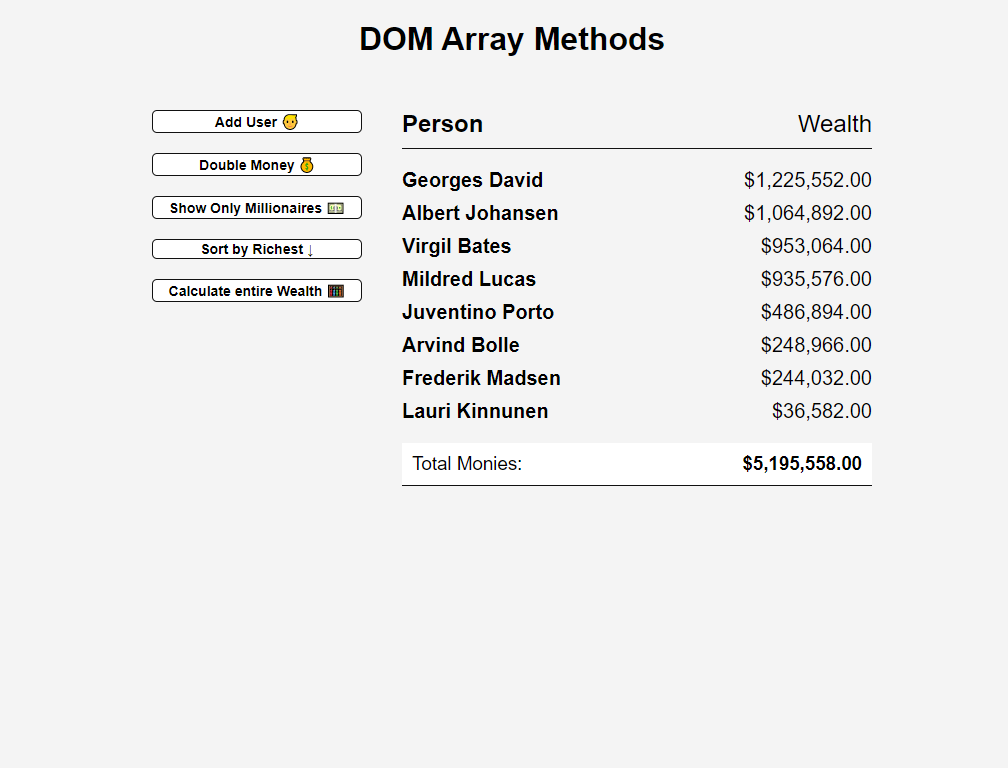 DOM Array Methods
Add User
Double Money
Show Only Millionaires
Sort by Richest ↓
Calculate entire Wealth
Person Wealth
Georges David $1,225,552.00
Albert Johansen $1,064,892.00
Virgil Bates $953,064.00
Mildred Lucas $935,576.00
Juventino Porto $486,894.00
Arvind Bolle $248,966.00
Frederik Madsen $244,032.00
Lauri Kinnunen $36,582.00
Total Monies: $5,195,558.00